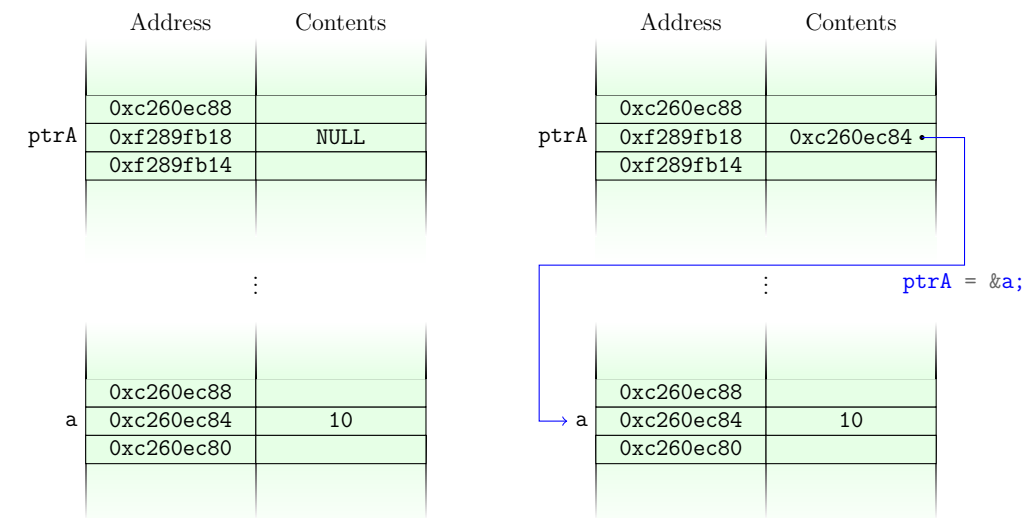 Address Contents Address Contents
0xc260ec88 0xc260ec88
ptrA 0xf289fb18 NULL ptrA 0xf289fb18 0xc260ec84
0xf289fb14 0xf289fb14
⋮ ⋮
ptrA = &a;
0xc260ec88 0xc260ec88
a 0xc260ec84 10 a 0xc260ec84 10
0xc260ec80 0xc260ec80